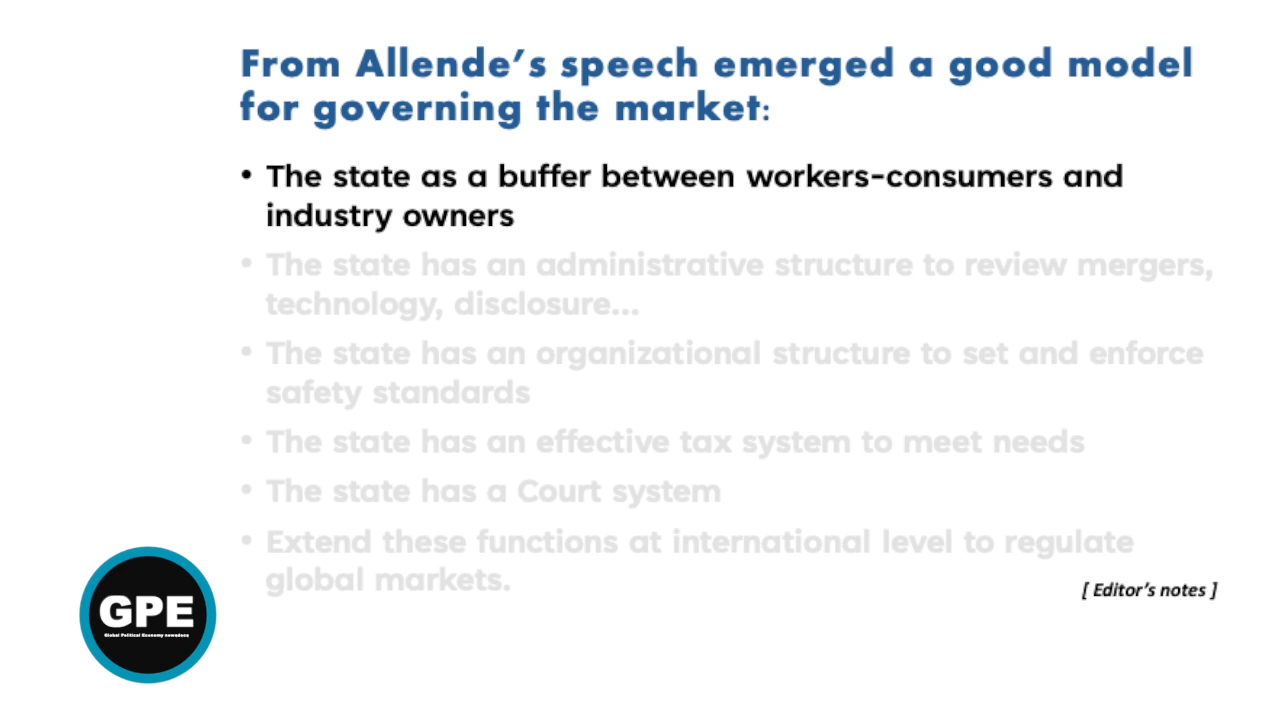 From Allende's speech emerged a good model
for governing the market:
• The state as a buffer between workers-consumers and
industry owners
• The state has an administrative structure to review mergers,
technology, disclosure...
• The state has an organizational structure to set and enforce
safety standards
• The state has an effective tax system to meet needs
• The state has a Court system
• Extend these functions at international level to regulate
global markets.
[ Editor's notes ]
GPE
Global Political Economy